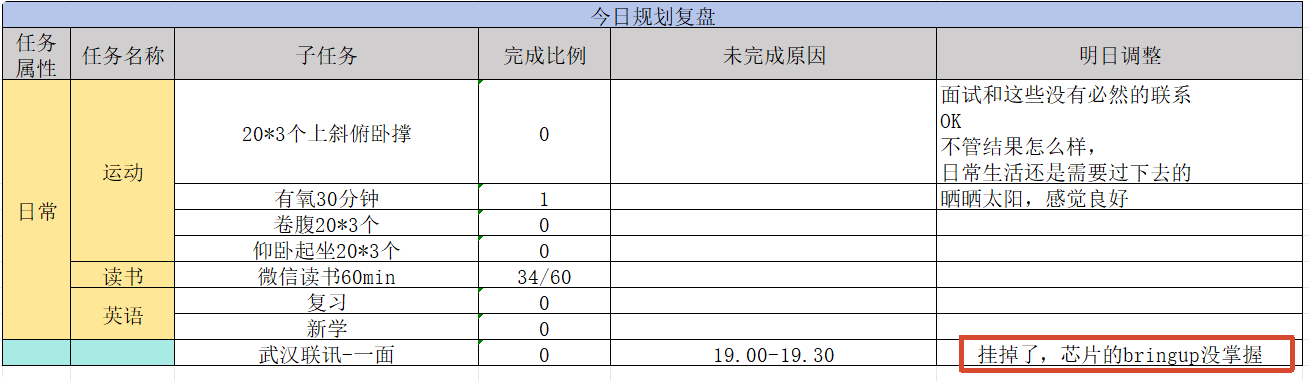 今日规划复盘
任务属性 任务名称 子任务 完成比例 未完成原因 明日调整
日常
运动
20*3个上斜俯卧撑 0
面试和这些没有必然的联系
OK
不管结果怎么样，
日常生活还是需要过下去的
有氧30分钟 1 晒晒太阳，感觉良好
卷腹20*3个 0
仰卧起坐20*3个 0
读书 微信读书60min 34/60
英语
复习 0
新学 0
武汉联讯-一面 0 19.00-19.30 挂掉了，芯片的bringup没掌握